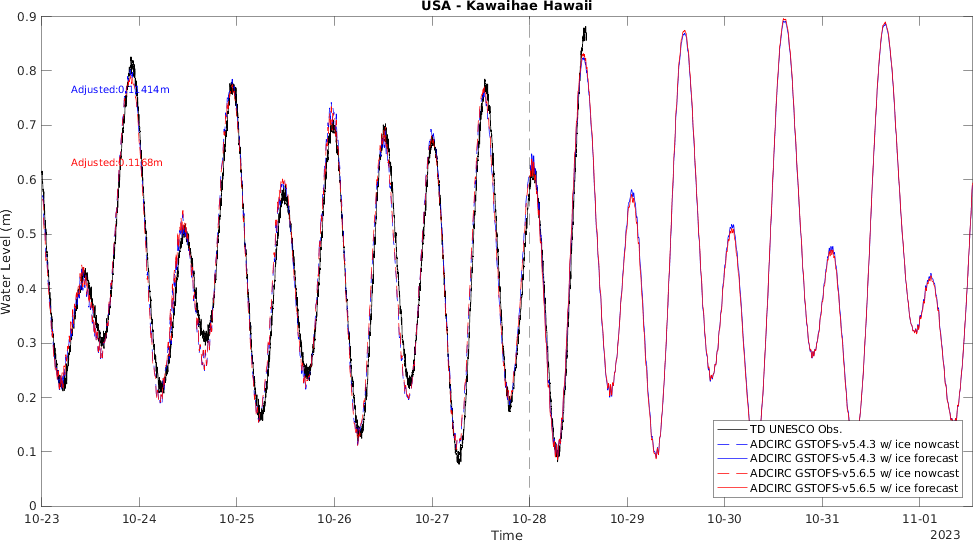 USA - Kawaihae Hawaii
0.9
0.8
0.7
0.6
0.5
0.4
0.3
0.2
0.1
0
Water Level (m)
Adjusted:0.11414m
Adjusted:0.1168m
TD UNESCO Obs.
ADCIRC GSTOFS-v5.4.3 w/ ice nowcast
ADCIRC GSTOFS-v5.4.3 w/ ice forecast
ADCIRC GSTOFS-v5.6.5 w/ ice nowcast
ADCIRC GSTOFS-v5.6.5 w/ ice forecast
10-23 10-24 10-25 10-26 10-27 10-28 10-29 10-30 10-31 11-01
Time
2023